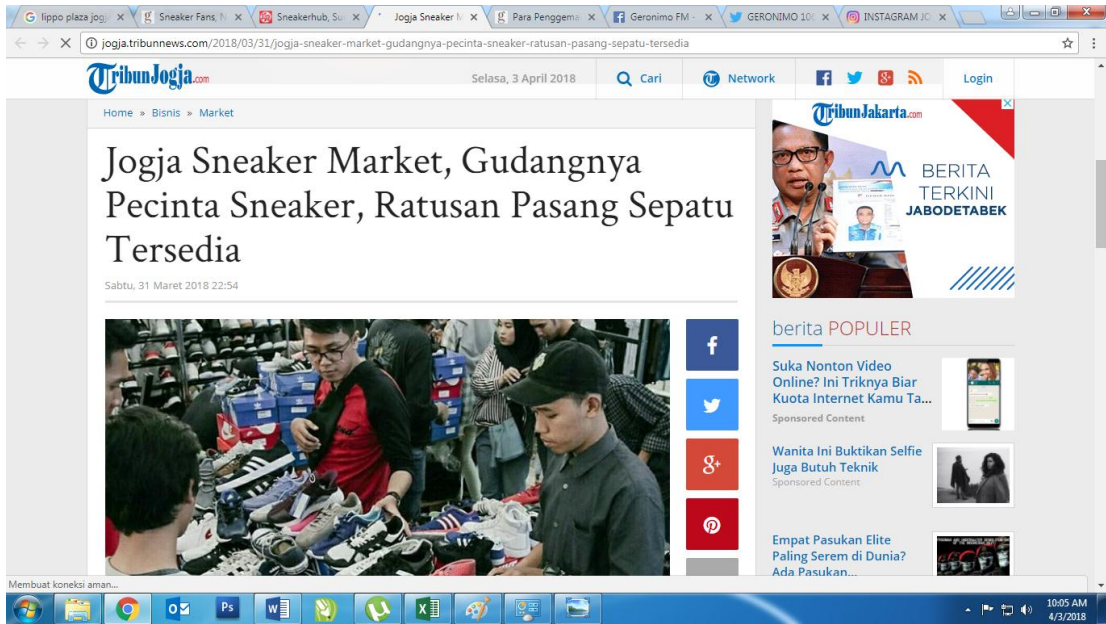 lippo plaza jogj
Sneaker Fans, N
Sneakerhub, Su
Jogja Sneaker M
Para Penggema
Geronimo FM -
GERONIMO 10
INSTAGRAM JO
jogja.tribunnews.com/2018/03/31/jogja-sneaker-market-gudangnya-pecinta-sneaker-ratusan-pasang-sepatu-tersedia
TribunJogja.com
Selasa, 3 April 2018
Cari
Network
Login
Home » Bisnis » Market
Jogja Sneaker Market, Gudangnya
Pecinta Sneaker, Ratusan Pasang Sepatu
Tersedia
Sabtu, 31 Maret 2018 22:54
TribunJakarta.com
BERITA
TERKINI
JABODETABEK
berita POPULER
Suka Nonton Video
Online? Ini Triknya Biar
Kuota Internet Kamu Ta...
Sponsored Content
Wanita Ini Buktikan Selfie
Juga Butuh Teknik
Sponsored Content
Empat Pasukan Elite
Paling Serem di Dunia?
Ada Pasukan...
Membuat koneksi aman...
10:05 AM
4/3/2018